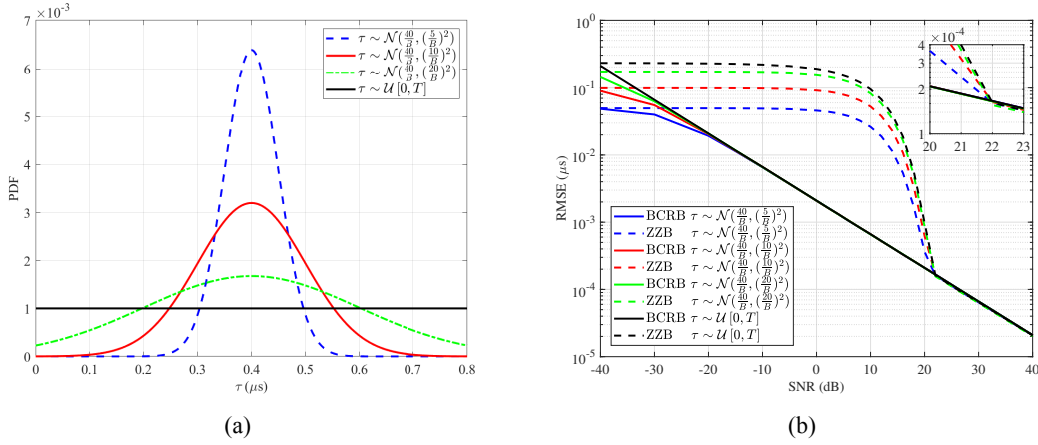 ×10⁻³
7
6
5
4
3
2
1
0
PDF
0 0.1 0.2 0.3 0.4 0.5 0.6 0.7 0.8
τ (μs)
τ ∼ 𝒩(40/B, (5/B)²)
τ ∼ 𝒩(40/B, (10/B)²)
τ ∼ 𝒩(40/B, (20/B)²)
τ ∼ 𝒰[0, T]
(a)
10⁰
10⁻¹
10⁻²
10⁻³
10⁻⁴
10⁻⁵
RMSE (μs)
-40 -30 -20 -10 0 10 20 30 40
SNR (dB)
×10⁻⁴
4
3
2
1
20 21 22 23
BCRB τ ∼ 𝒩(40/B, (5/B)²)
ZZB τ ∼ 𝒩(40/B, (5/B)²)
BCRB τ ∼ 𝒩(40/B, (10/B)²)
ZZB τ ∼ 𝒩(40/B, (10/B)²)
BCRB τ ∼ 𝒩(40/B, (20/B)²)
ZZB τ ∼ 𝒩(40/B, (20/B)²)
BCRB τ ∼ 𝒰[0, T]
ZZB τ ∼ 𝒰[0, T]
(b)